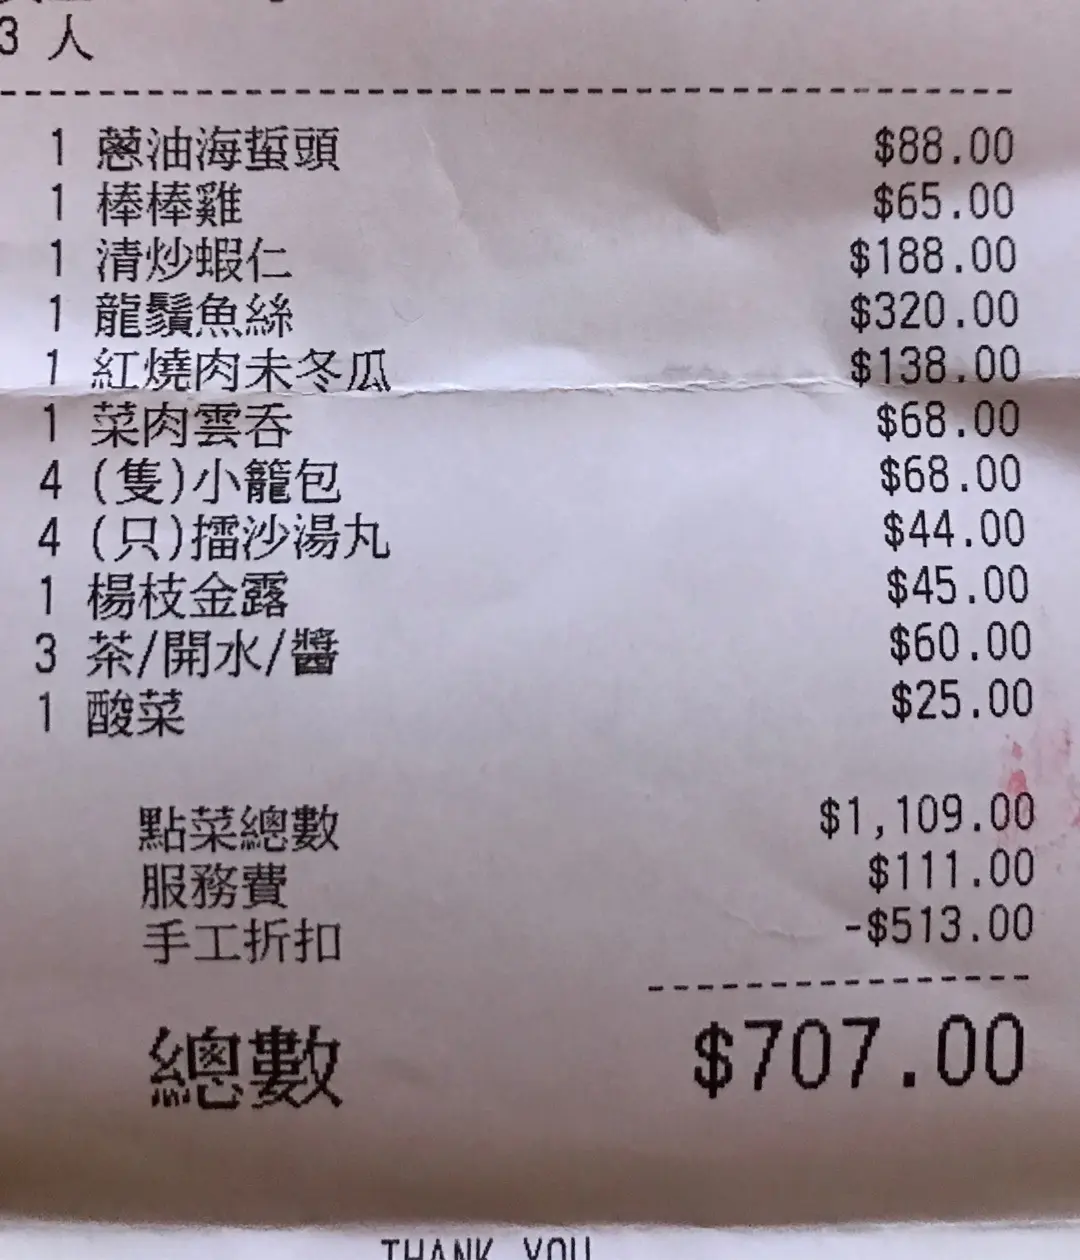 3 人
1 蔥油海蜇頭 $88.00
1 棒棒雞 $65.00
1 清炒蝦仁 $188.00
1 龍鬚魚絲 $320.00
1 紅燒肉未冬瓜 $138.00
1 菜肉雲吞 $68.00
4 (隻)小籠包 $68.00
4 (只)擂沙湯丸 $44.00
1 楊枝金露 $45.00
3 茶/開水/醬 $60.00
1 酸菜 $25.00
點菜總數 $1,109.00
服務費 $111.00
手工折扣 -$513.00
總數 $707.00
THANK YOU